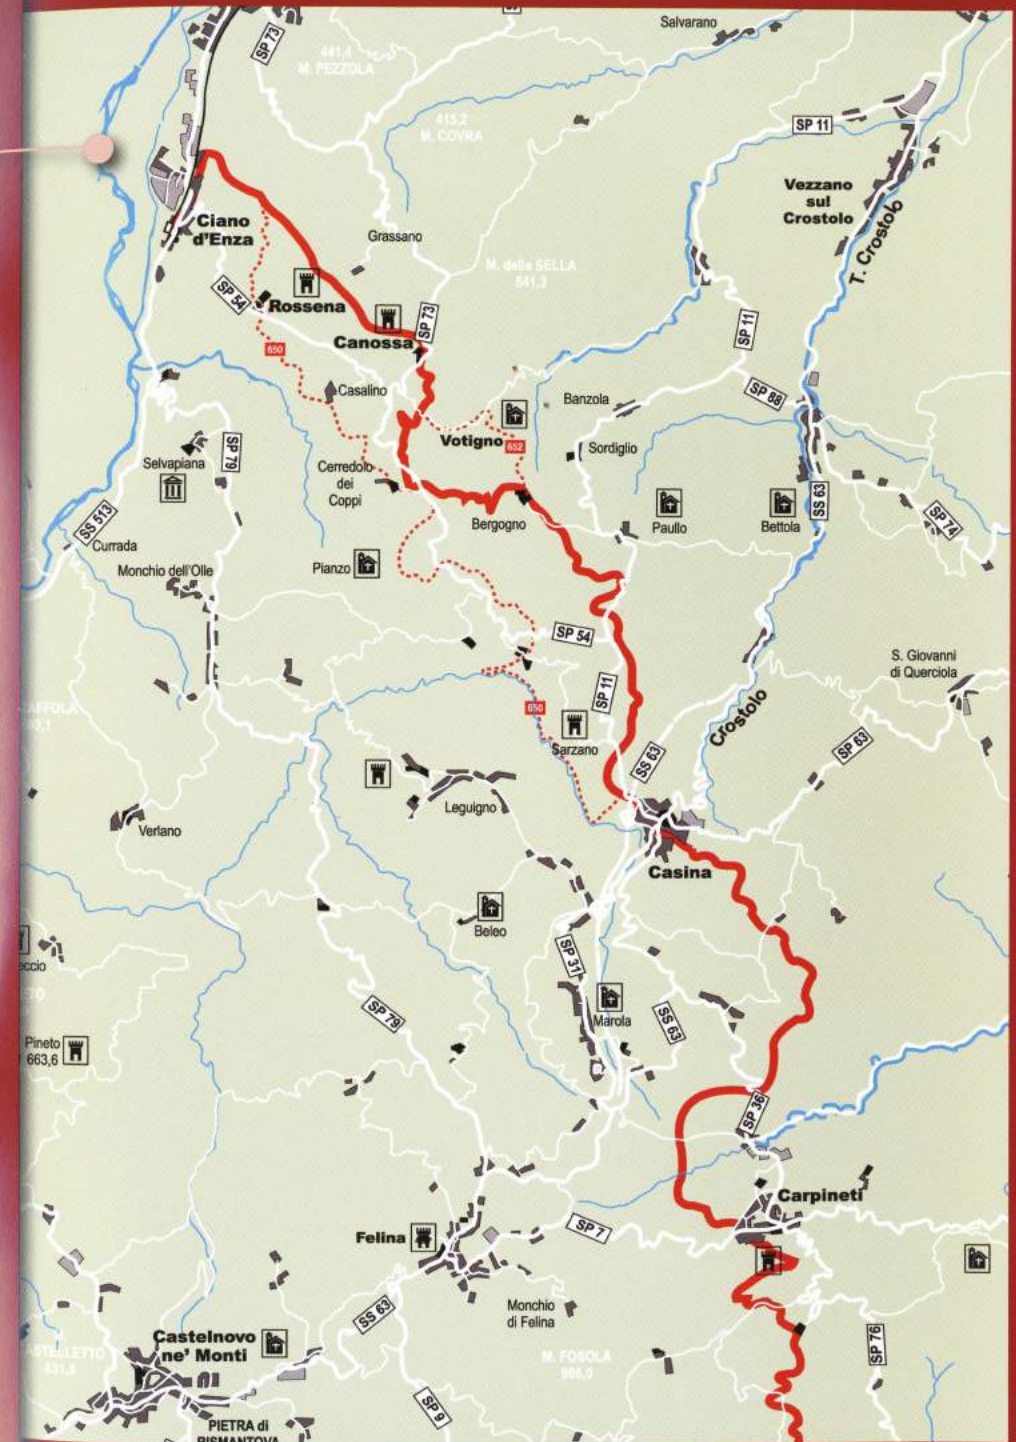 Salvarano
SP 73
441,4
M. PEZZOLA
415,2
M. COVRA
SP 11
Vezzano
sul
Crostolo
T. Crostolo
Ciano
d'Enza
Grassano
M. delle SELLA
541,3
SP 54
Rossena
SP 73
Canossa
SP 11
650
Casalino
SP 88
Banzola
Votigno
652
Sordiglio
SP 79
Selvapiana
Cerredolo
dei
Coppi
SS 63
SS 513
Bergogno
Paullo
Bettola
SP 74
Currada
Pianzo
Monchio dell'Olle
SP 54
S. Giovanni
di Querciola
SP 11
650
Crostolo
Sarzano
SS 63
SP 63
Leguigno
Verlano
Casina
Beleo
SP 31
eccio
Marola
SP 79
SS 63
Pineto
663,6
SP 36
Carpineti
Felina
SP 7
Monchio
di Felina
SS 63
Castelnovo
ne' Monti
M. FOSOLA
SP 76
SP 9
PIETRA di
BISMANTOVA